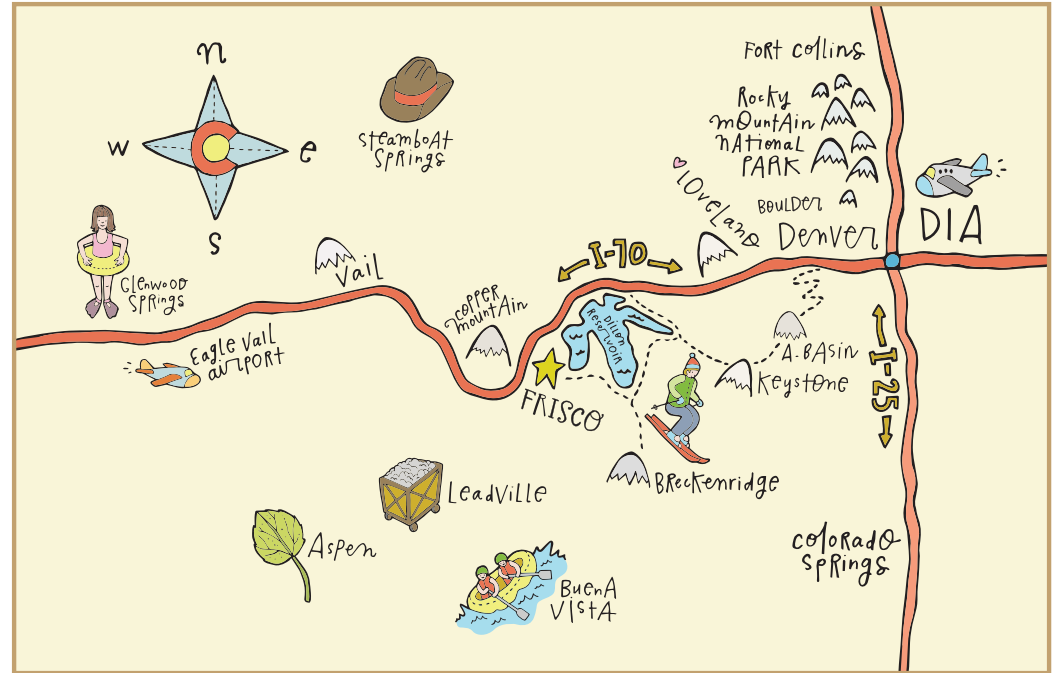 n
w
e
s
Steamboat
Springs
Fort Collins
Rocky
Mountain
National
Park
Loveland
Boulder
Denver
DIA
Glenwood
Springs
Vail
I-70
Copper
Mountain
Dillon
Reservoir
Eagle Vail
Airport
A-Basin
Keystone
I-25
FRISCO
Breckenridge
Leadville
Aspen
Colorado
Springs
Buena
Vista